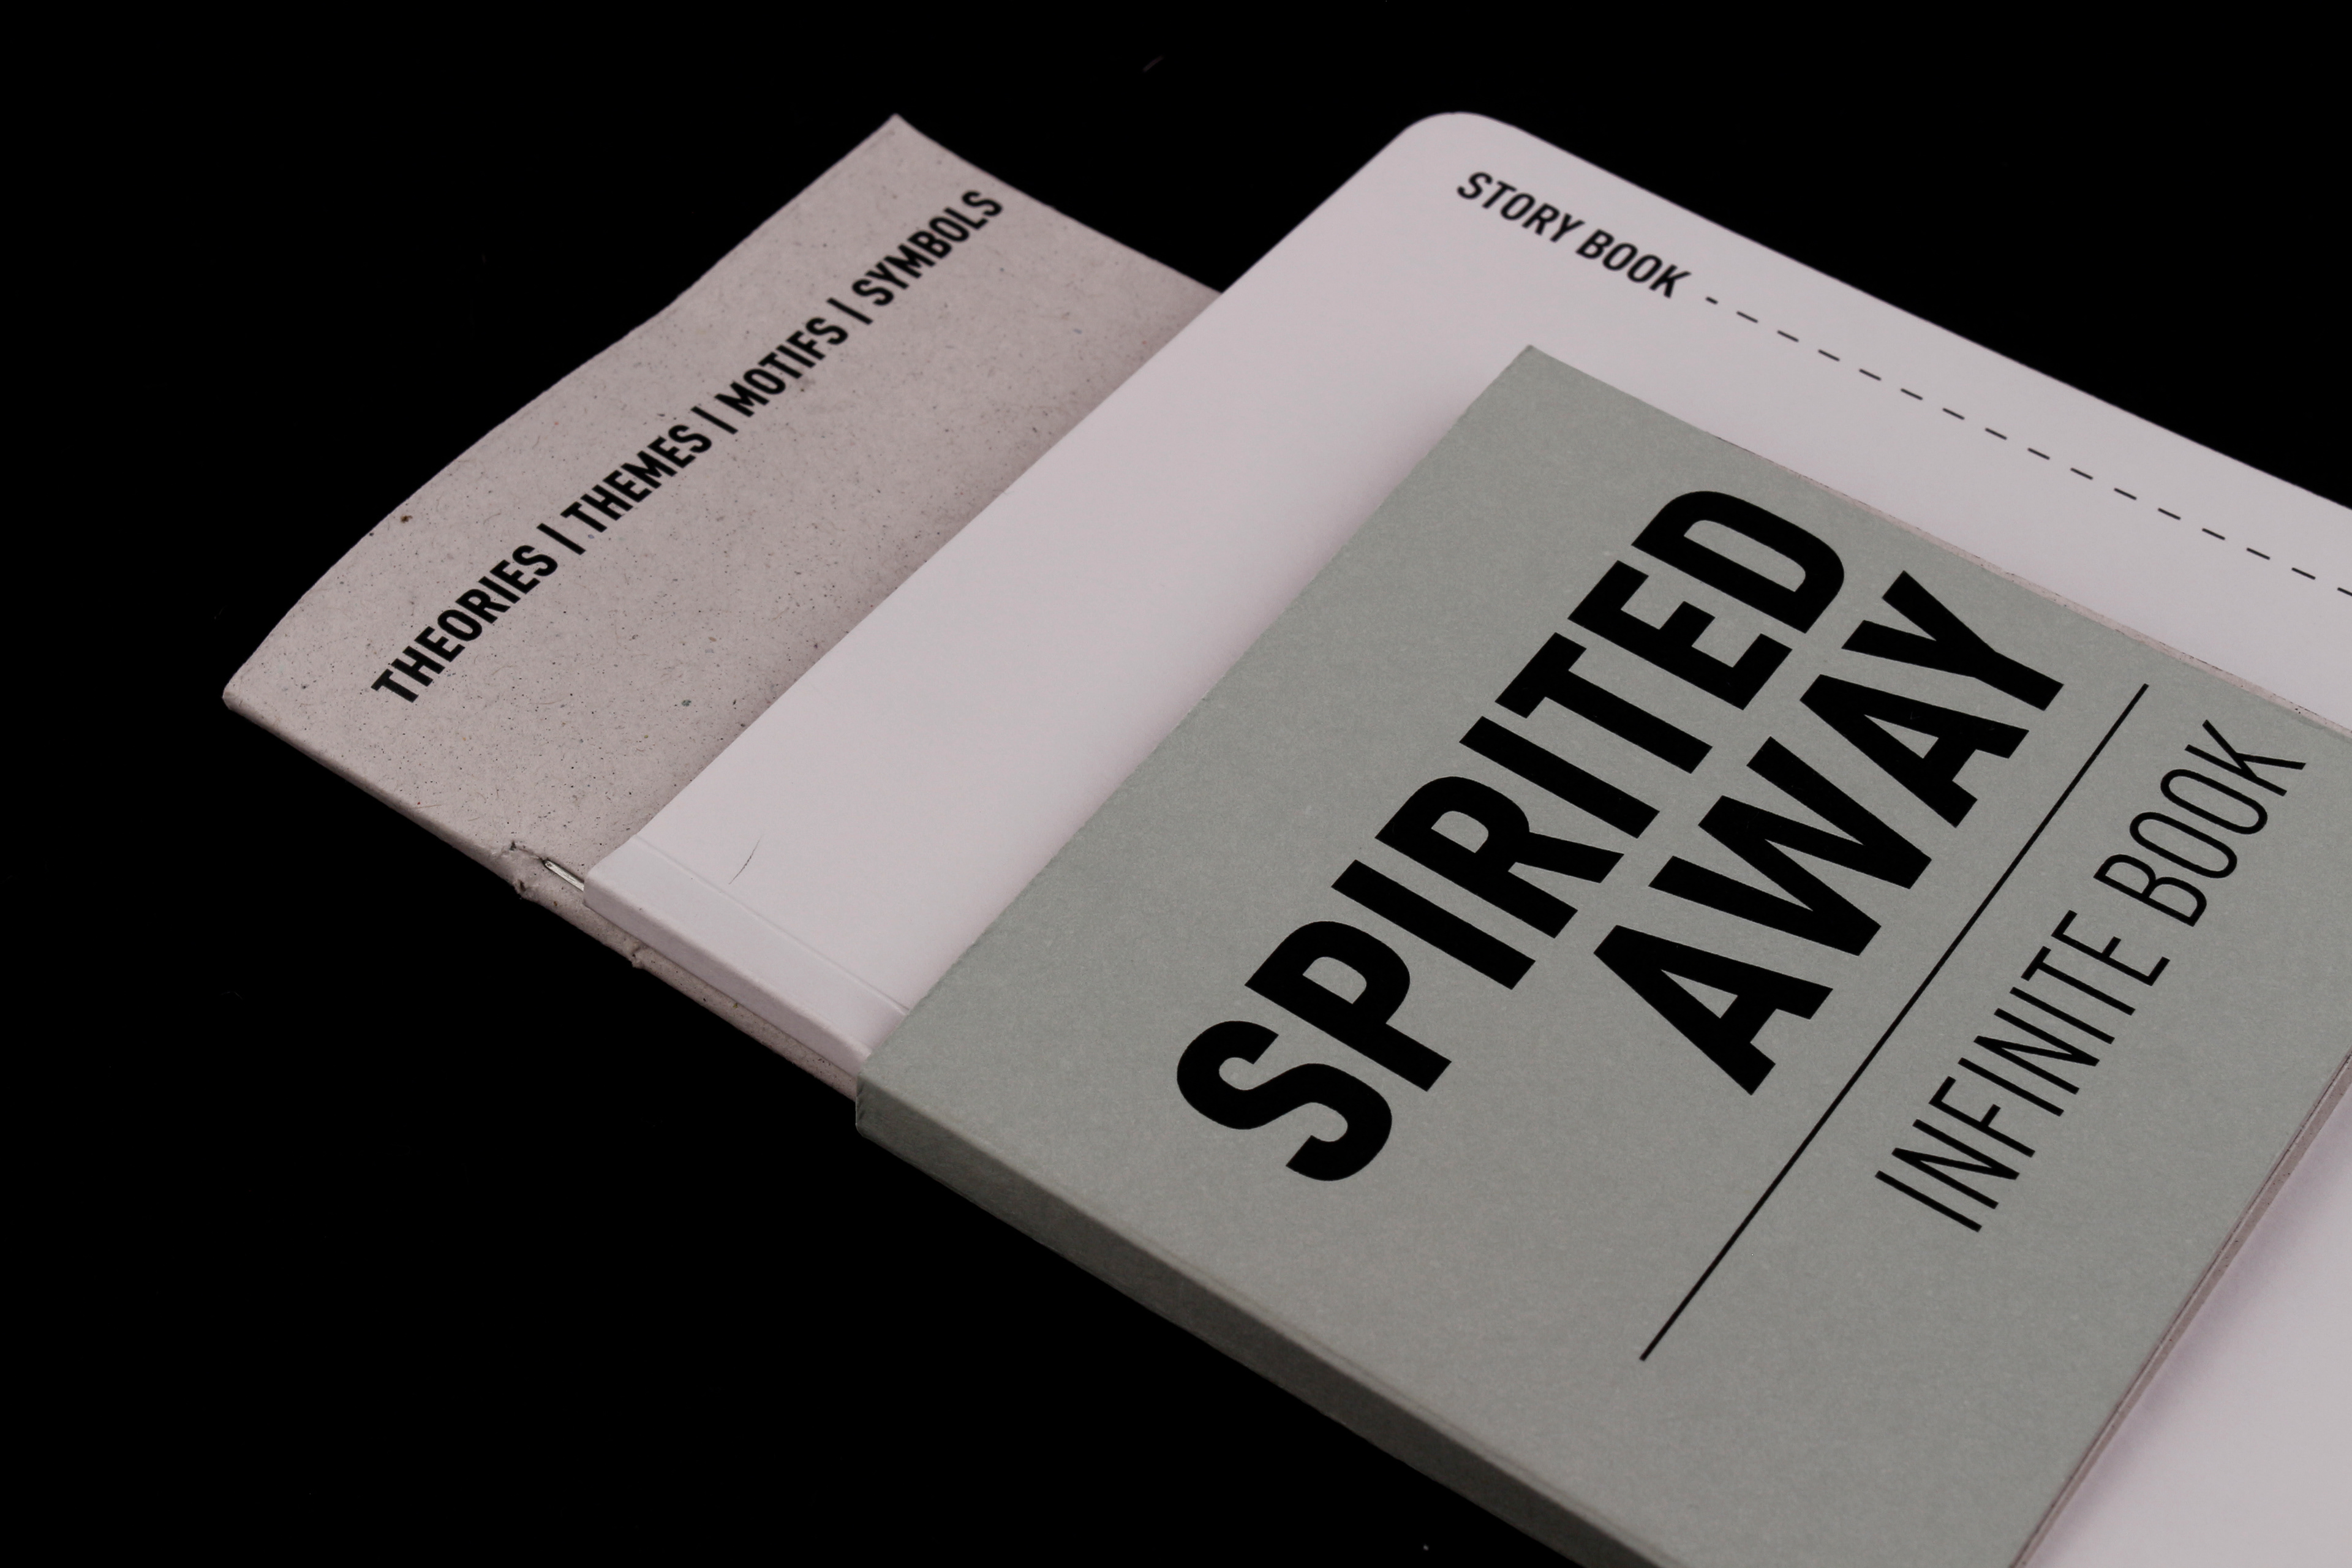 THEORIES | THEMES | MOTIFS | SYMBOLS
STORY BOOK - - - - - - - - - - - - - - - -
SPIRITED
AWAY
INFINITE BOOK